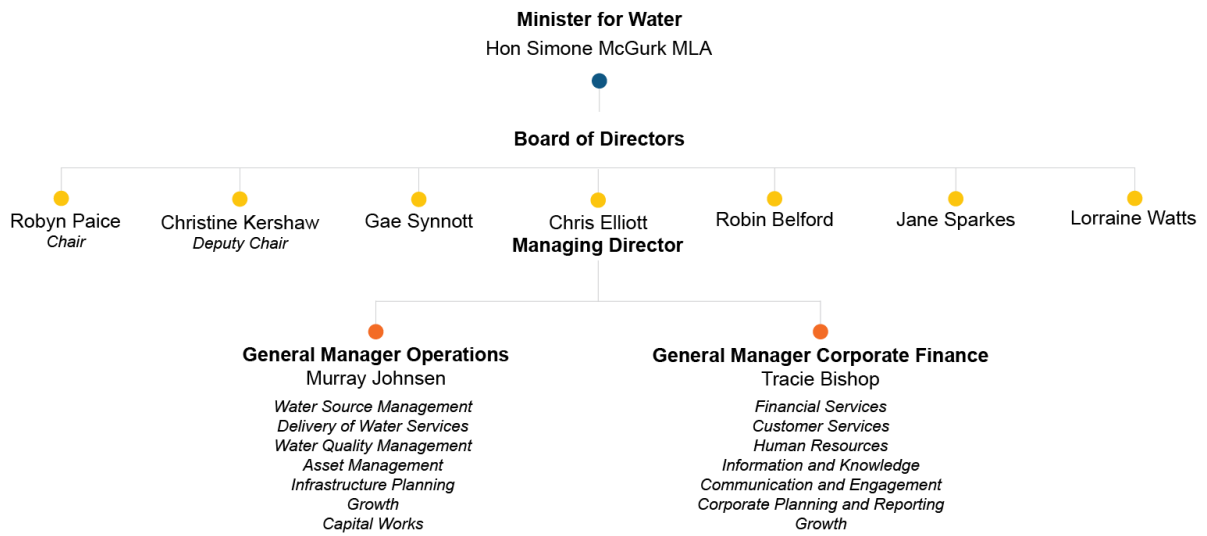 Minister for Water
Hon Simone McGurk MLA
Board of Directors
Robyn Paice
Chair
Christine Kershaw
Deputy Chair
Gae Synnott
Chris Elliott
Managing Director
Robin Belford
Jane Sparkes
Lorraine Watts
General Manager Operations
Murray Johnsen
Water Source Management
Delivery of Water Services
Water Quality Management
Asset Management
Infrastructure Planning
Growth
Capital Works
General Manager Corporate Finance
Tracie Bishop
Financial Services
Customer Services
Human Resources
Information and Knowledge
Communication and Engagement
Corporate Planning and Reporting
Growth